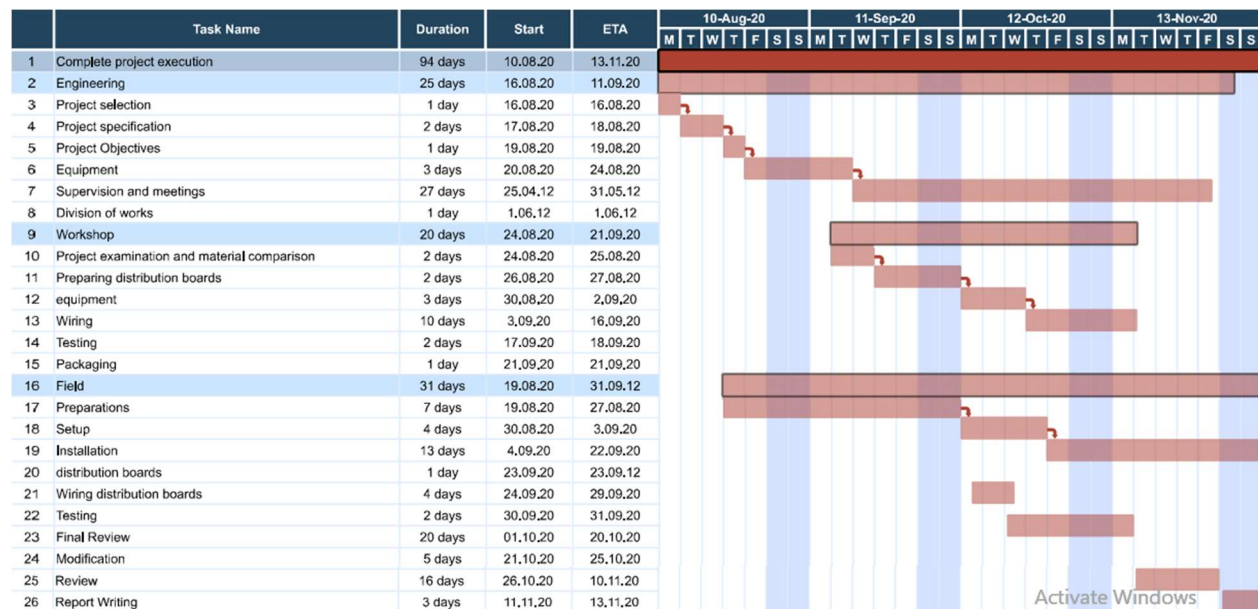 Task Name Duration Start ETA 10-Aug-20 11-Sep-20 12-Oct-20 13-Nov-20
M T W T F S S M T W T F S S M T W T F S S M T W T F S S
1 Complete project execution 94 days 10.08.20 13.11.20
2 Engineering 25 days 16.08.20 11.09.20
3 Project selection 1 day 16.08.20 16.08.20
4 Project specification 2 days 17.08.20 18.08.20
5 Project Objectives 1 day 19.08.20 19.08.20
6 Equipment 3 days 20.08.20 24.08.20
7 Supervision and meetings 27 days 25.04.12 31.05.12
8 Division of works 1 day 1.06.12 1.06.12
9 Workshop 20 days 24.08.20 21.09.20
10 Project examination and material comparison 2 days 24.08.20 25.08.20
11 Preparing distribution boards 2 days 26.08.20 27.08.20
12 equipment 3 days 30.08.20 2.09.20
13 Wiring 10 days 3.09.20 16.09.20
14 Testing 2 days 17.09.20 18.09.20
15 Packaging 1 day 21.09.20 21.09.20
16 Field 31 days 19.08.20 31.09.12
17 Preparations 7 days 19.08.20 27.08.20
18 Setup 4 days 30.08.20 3.09.20
19 Installation 13 days 4.09.20 22.09.20
20 distribution boards 1 day 23.09.20 23.09.12
21 Wiring distribution boards 4 days 24.09.20 29.09.20
22 Testing 2 days 30.09.20 31.09.20
23 Final Review 20 days 01.10.20 20.10.20
24 Modification 5 days 21.10.20 25.10.20
25 Review 16 days 26.10.20 10.11.20
26 Report Writing 3 days 11.11.20 13.11.20
Activate Windows